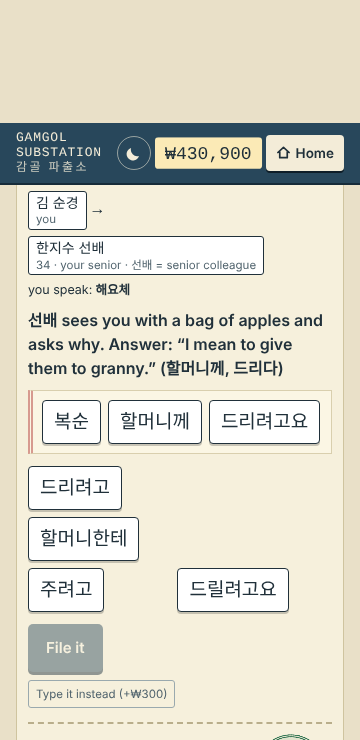 GAMGOL
SUBSTATION
감골 파출소
₩430,900
Home
김 순경
you
→
한지수 선배
34 · your senior · 선배 = senior colleague
you speak: 해요체
선배 sees you with a bag of apples and
asks why. Answer: “I mean to give
them to granny.” (할머니께, 드리다)
복순 할머니께 드리려고요
드리려고
할머니한테
주려고 드릴려고요
File it
Type it instead (+₩300)